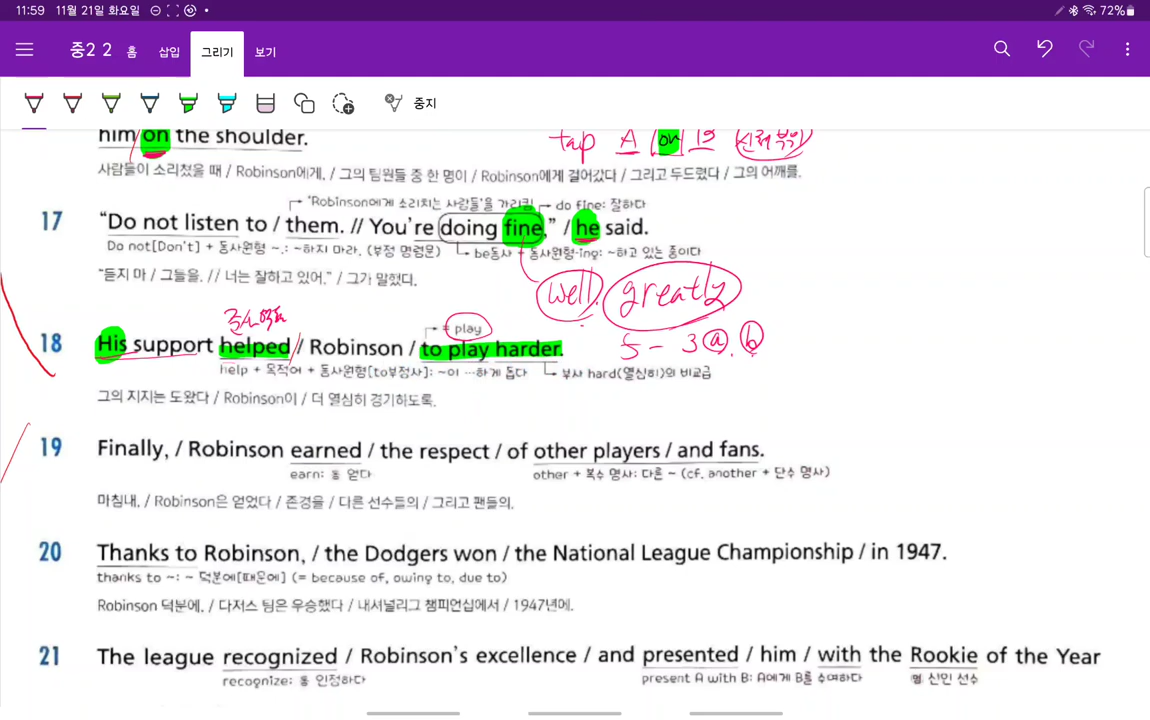 11:59 11월 21일 화요일 72%
중2 2 홈 삽입 그리기 보기
중지
him / on the shoulder.
tap A on 13 (신체부위)
사람들이 소리쳤을 때 / Robinson에게, / 그의 팀원들 중 한 명이 / Robinson에게 걸어갔다 / 그리고 두드렸다 / 그의 어깨를.
'Robinson에게 소리치는 사람들'을 가리킴 do fine: 잘하다
17 “Do not listen to / them. // You're doing fine,” / he said.
Do not[Don't] + 동사원형 ~.: ~하지 마라. (부정 명령문) be동사 + 동사원형-ing: ~하고 있는 중이다
“듣지 마 / 그들을. // 너는 잘하고 있어,” / 그가 말했다.
well. greatly
준사역동
= play
18 His support helped / Robinson / to play harder.
5 - 3 ⓐ, ⓑ
help + 목적어 + 동사원형[to부정사]: ~이 …하게 돕다 부사 hard(열심히)의 비교급
그의 지지는 도왔다 / Robinson이 / 더 열심히 경기하도록.
19 Finally, / Robinson earned / the respect / of other players / and fans.
earn: 동 얻다 other + 복수 명사: 다른 ~ (cf. another + 단수 명사)
마침내, / Robinson은 얻었다 / 존경을 / 다른 선수들의 / 그리고 팬들의.
20 Thanks to Robinson, / the Dodgers won / the National League Championship / in 1947.
thanks to ~: ~ 덕분에[때문에] (= because of, owing to, due to)
Robinson 덕분에, / 다저스 팀은 우승했다 / 내셔널리그 챔피언십에서 / 1947년에.
21 The league recognized / Robinson's excellence / and presented / him / with the Rookie of the Year
recognize: 동 인정하다 present A with B: A에게 B를 수여하다 명 신인 선수